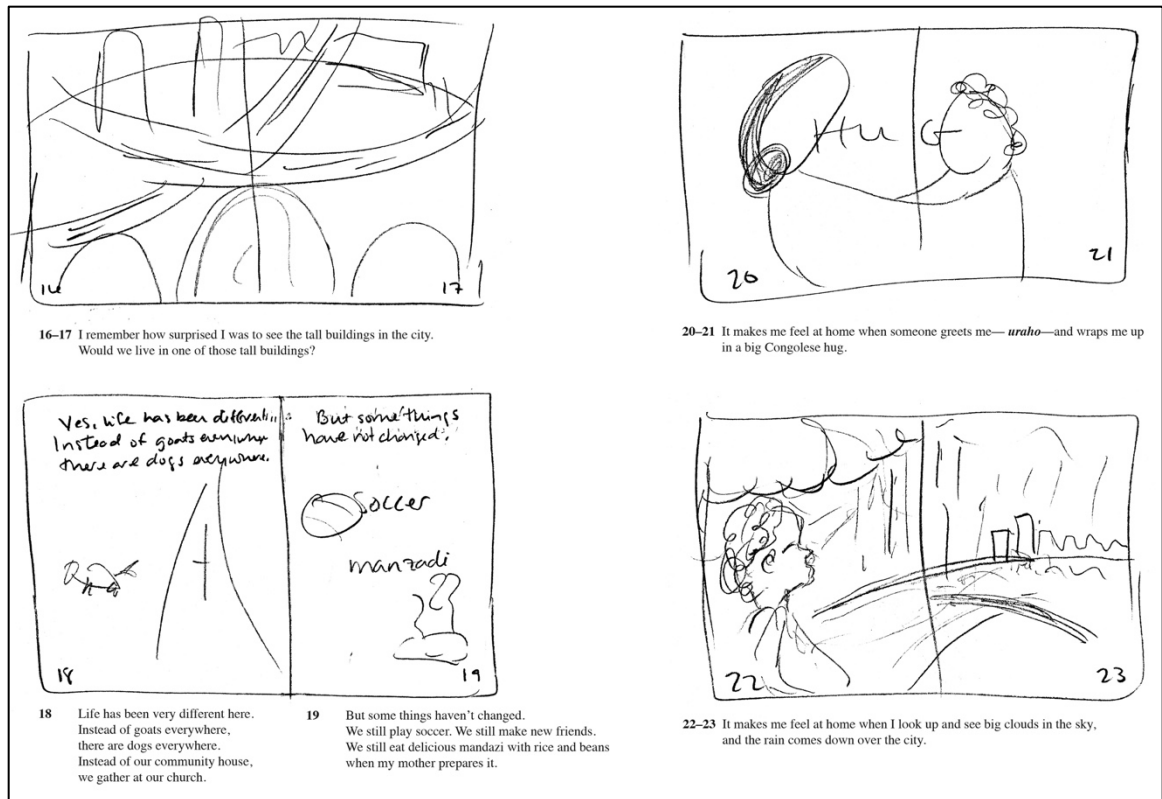 16
17
16–17 I remember how surprised I was to see the tall buildings in the city.
Would we live in one of those tall buildings?
HUG
20
21
20–21 It makes me feel at home when someone greets me— uraho—and wraps me up
in a big Congolese hug.
Yes, life has been different
Instead of goats everywhere
there are dogs everywhere.
18
But some things
have not changed.
Soccer
manzadi
19
18 Life has been very different here.
Instead of goats everywhere,
there are dogs everywhere.
Instead of our community house,
we gather at our church.
19 But some things haven’t changed.
We still play soccer. We still make new friends.
We still eat delicious mandazi with rice and beans
when my mother prepares it.
22
23
22–23 It makes me feel at home when I look up and see big clouds in the sky,
and the rain comes down over the city.